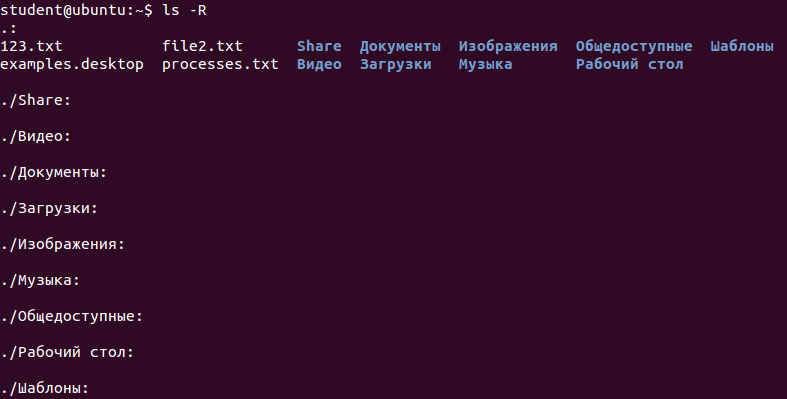 student@ubuntu:~$ ls -R
.:
123.txt file2.txt Share Документы Изображения Общедоступные Шаблоны
examples.desktop processes.txt Видео Загрузки Музыка Рабочий стол
./Share:
./Видео:
./Документы:
./Загрузки:
./Изображения:
./Музыка:
./Общедоступные:
./Рабочий стол:
./Шаблоны: